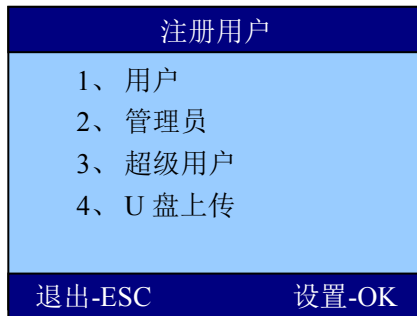 注册用户
1、 用户
2、 管理员
3、 超级用户
4、 U 盘上传
退出-ESC 设置-OK